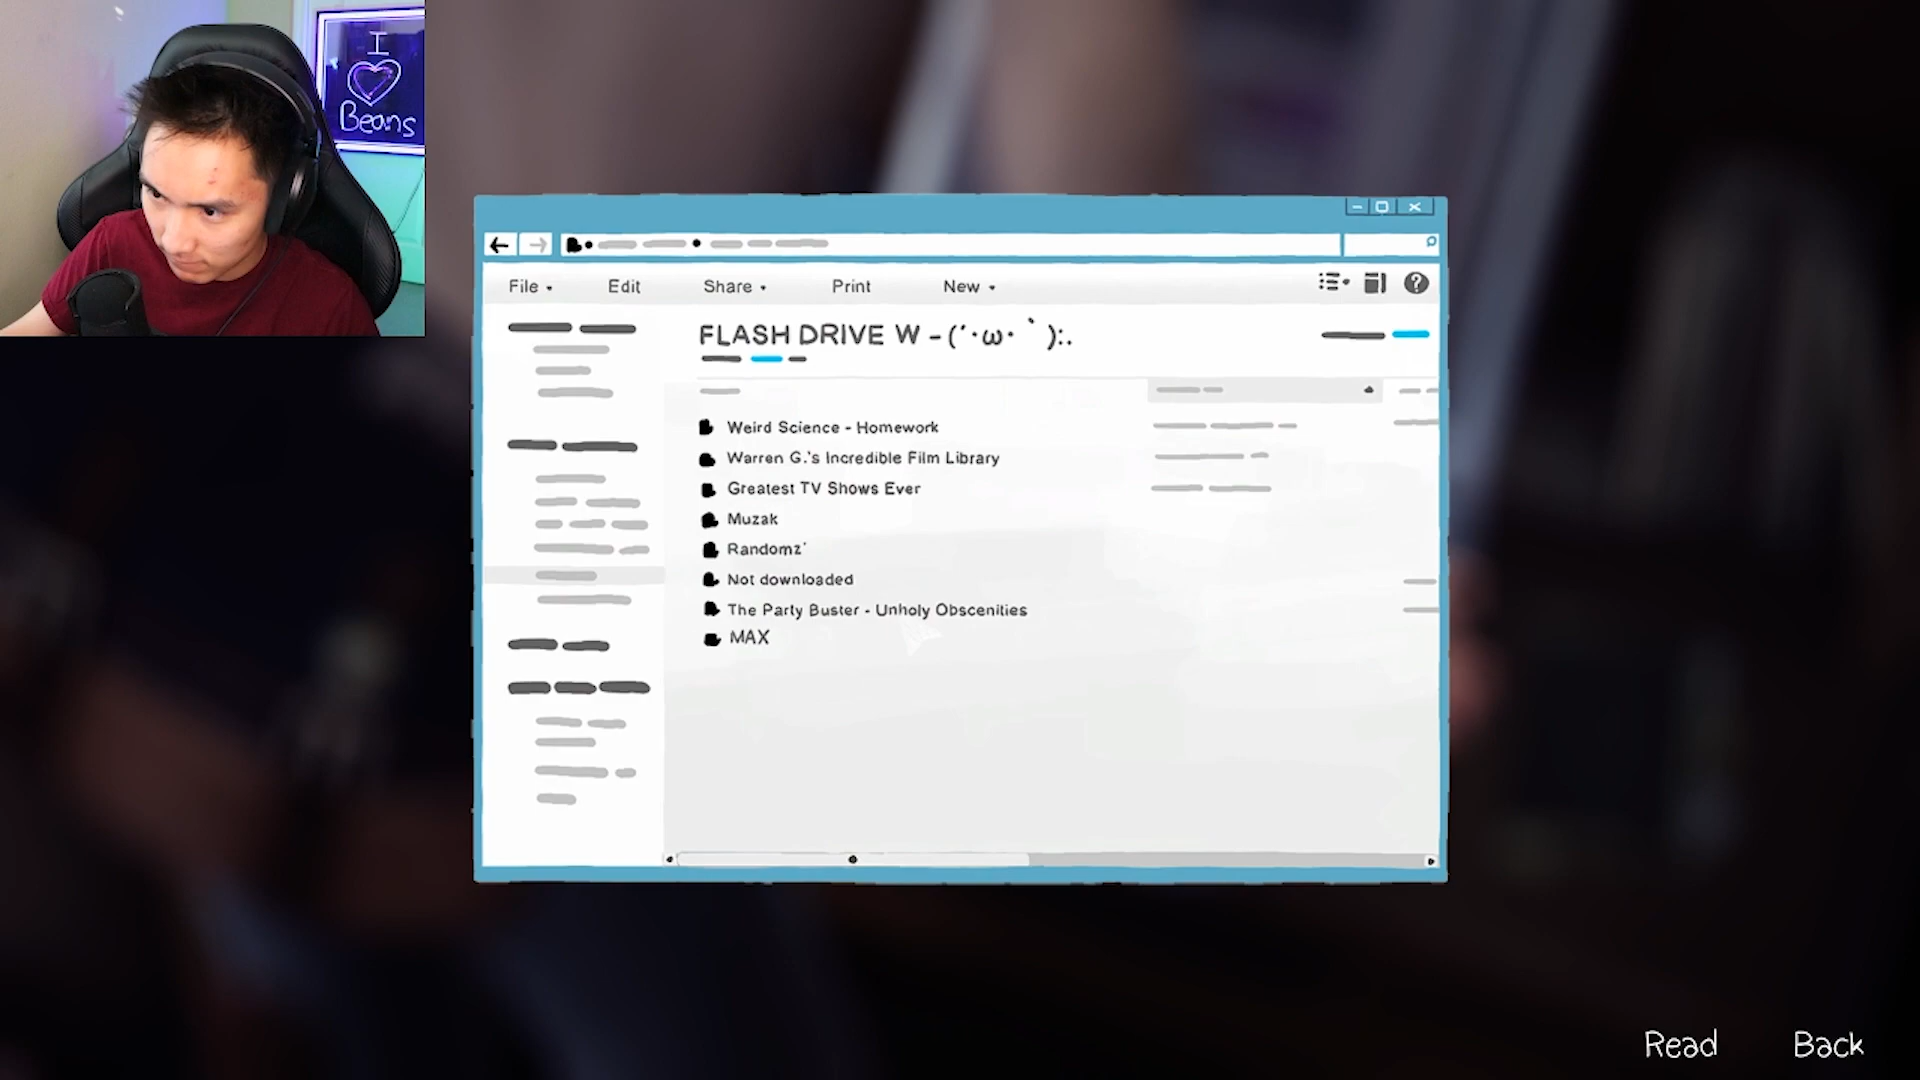 I
Beans
File
Edit
Share
Print
New
FLASH DRIVE W - (´･ω･ ` ):.
Weird Science - Homework
Warren G.'s Incredible Film Library
Greatest TV Shows Ever
Muzak
Randomz'
Not downloaded
The Party Buster - Unholy Obscenities
MAX
Read
Back